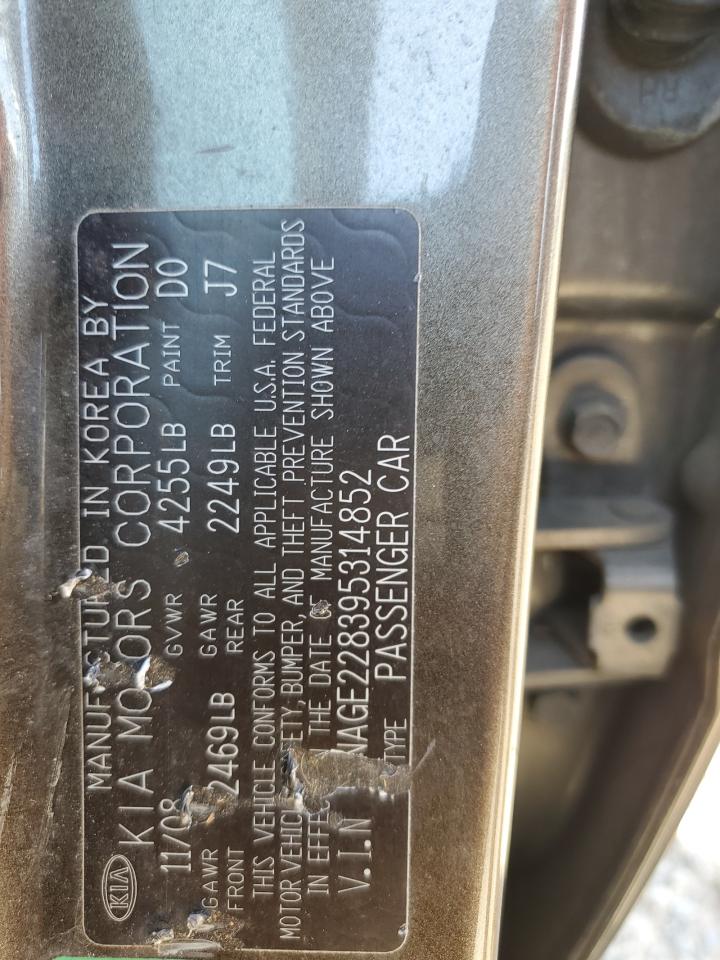 KIA
MANUFACTURED IN KOREA BY
KIA MOTORS CORPORATION
11/08 GVWR 4255LB PAINT D0
GAWR FRONT 2469LB GAWR REAR 2249LB TRIM J7
THIS VEHICLE CONFORMS TO ALL APPLICABLE U.S.A. FEDERAL
MOTOR VEHICLE SAFETY, BUMPER, AND THEFT PREVENTION STANDARDS
IN EFFECT ON THE DATE OF MANUFACTURE SHOWN ABOVE
V.I.N NAGE228395314852
TYPE PASSENGER CAR